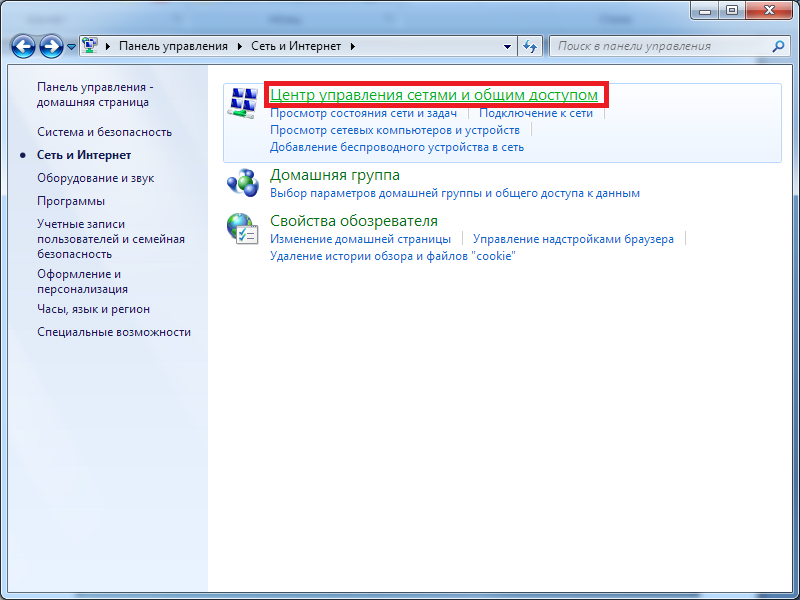 Панель управления ▸ Сеть и Интернет ▸
Поиск в панели управления
Панель управления -
домашняя страница
Система и безопасность
Сеть и Интернет
Оборудование и звук
Программы
Учетные записи
пользователей и семейная
безопасность
Оформление и
персонализация
Часы, язык и регион
Специальные возможности
Центр управления сетями и общим доступом
Просмотр состояния сети и задач
Подключение к сети
Просмотр сетевых компьютеров и устройств
Добавление беспроводного устройства в сеть
Домашняя группа
Выбор параметров домашней группы и общего доступа к данным
Свойства обозревателя
Изменение домашней страницы
Управление надстройками браузера
Удаление истории обзора и файлов "cookie"